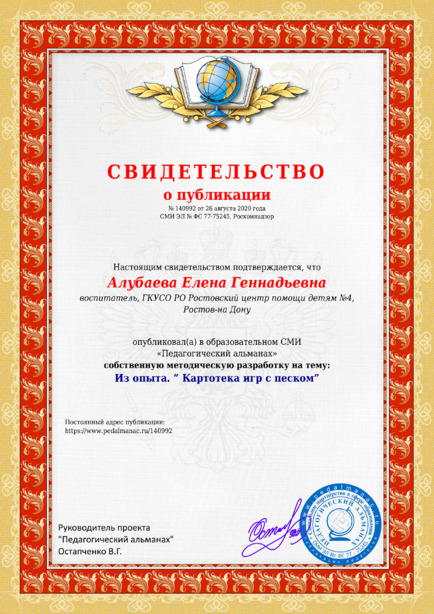 СВИДЕТЕЛЬСТВО
о публикации
№ 140992 от 26 августа 2020 года
СМИ ЭЛ № ФС 77-75245, Роскомнадзор
Настоящим свидетельством подтверждается, что
Алубаева Елена Геннадьевна
воспитатель, ГКУСО РО Ростовский центр помощи детям №4,
Ростов-на Дону
опубликовал(а) в образовательном СМИ
«Педагогический альманах»
собственную методическую разработку на тему:
Из опыта. ” Картотека игр с песком”
Постоянный адрес публикации:
https://www.pedalmanac.ru/140992
Руководитель проекта
"Педагогический альманах"
Остапченко В.Г.
ПЕДАГОГИЧЕСКИЙ АЛЬМАНАХ